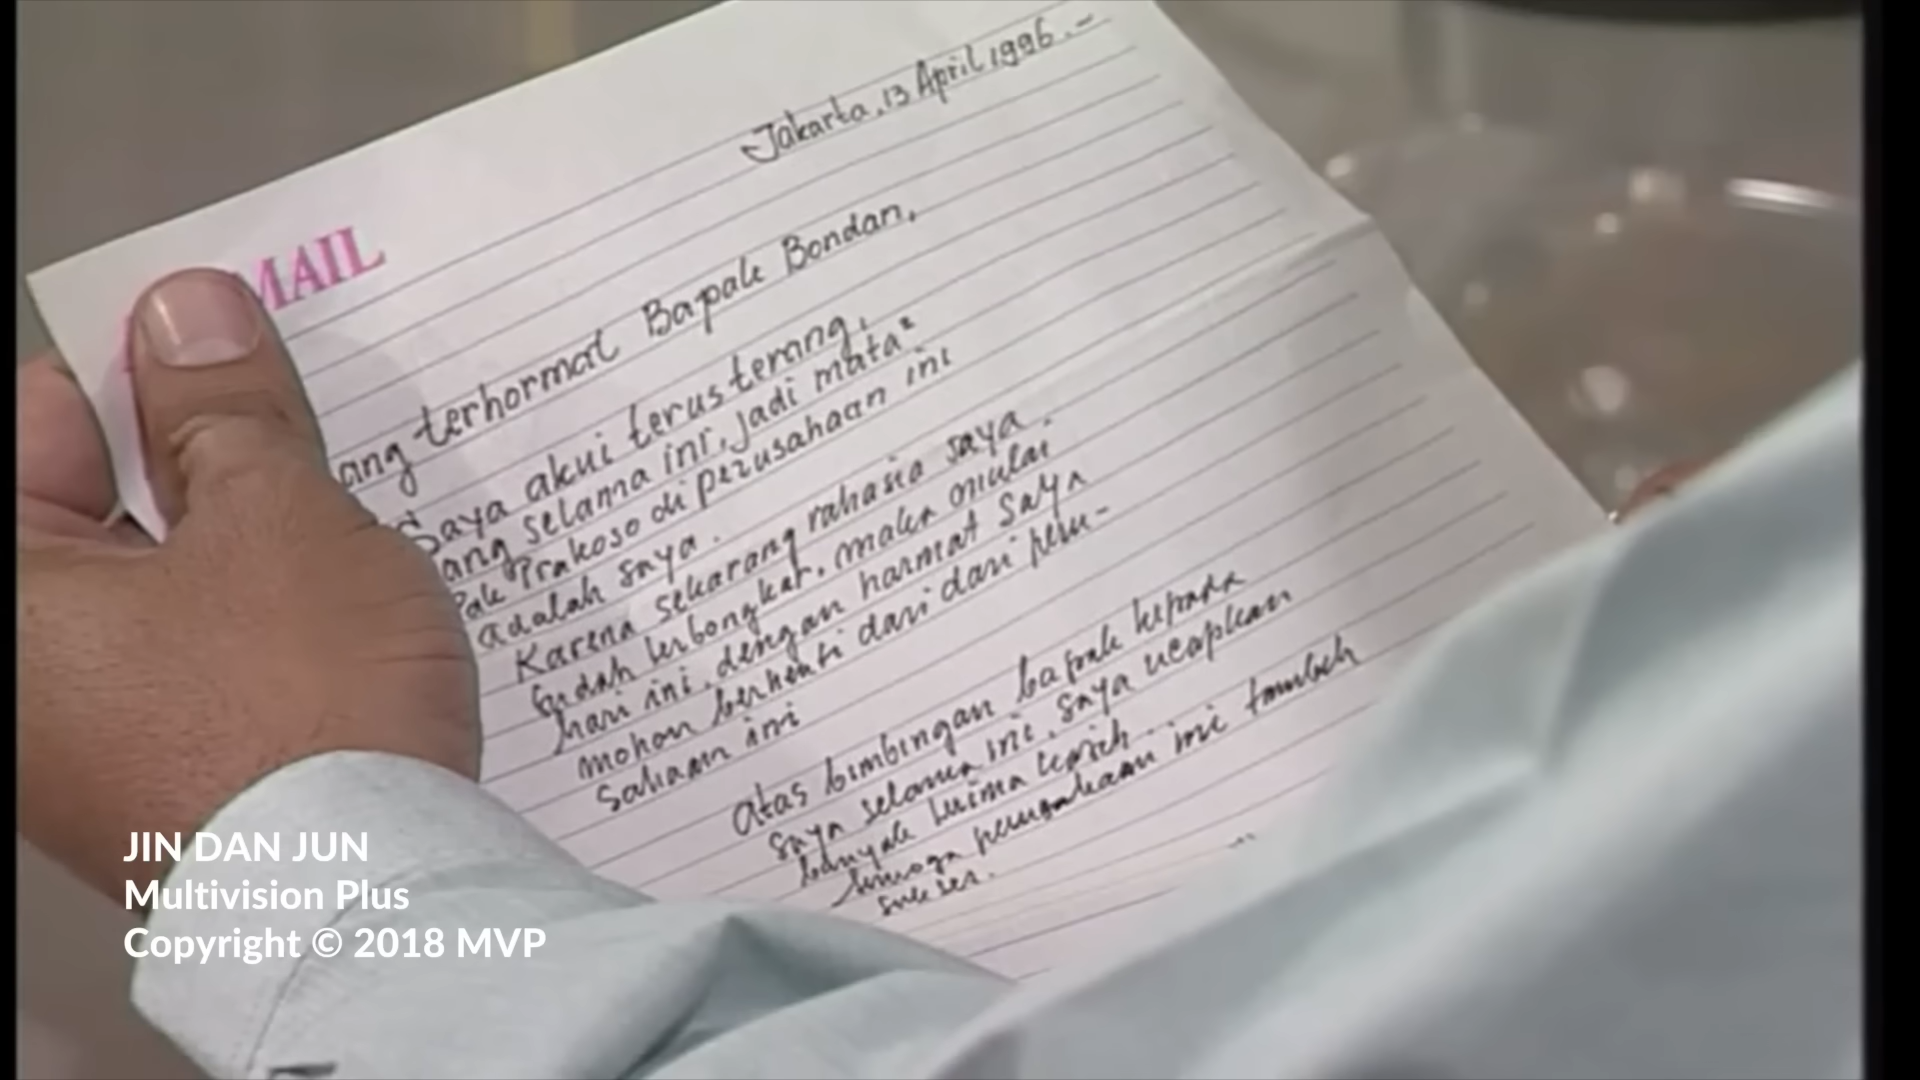 Jakarta, 13 April 1996.-
MAIL
ang terhormat Bapak Bondan,
Saya akui terus terang,
ang selama ini, jadi mata²
Pak Prakoso di perusahaan ini
adalah saya.
Karena sekarang rahasia saya
sudah terbongkar, maka mulai
hari ini, dengan hormat saya
mohon berhenti dari dari peru-
sahaan ini
Atas bimbingan bapak kepada
saya selama ini, saya ucapkan
banyak terima kasih.
semoga perusahaan ini tambah
sukses.
JIN DAN JUN
Multivision Plus
Copyright © 2018 MVP